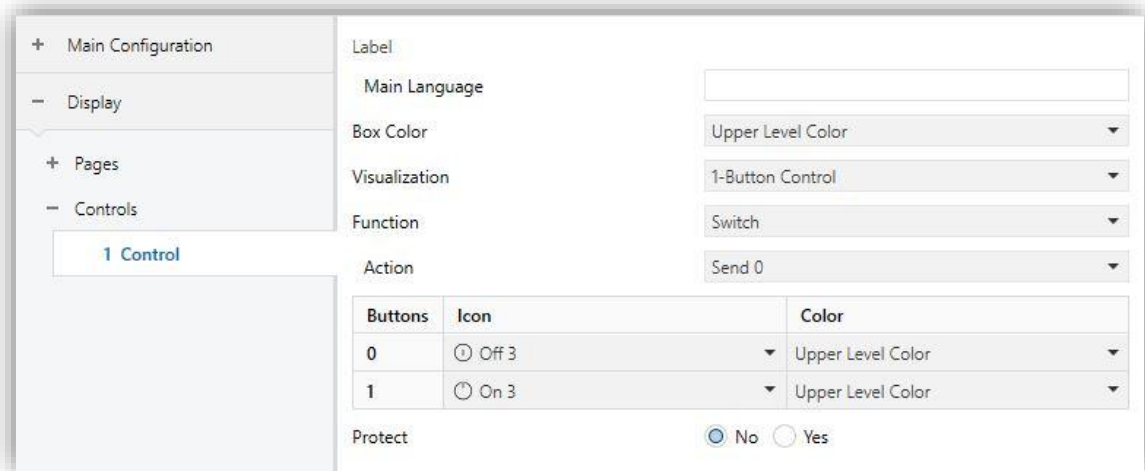 Main Configuration
Display
Pages
Controls
1 Control
Label
Main Language
Box Color Upper Level Color
Visualization 1-Button Control
Function Switch
Action Send 0
Buttons Icon Color
0 Off 3 Upper Level Color
1 On 3 Upper Level Color
Protect No Yes